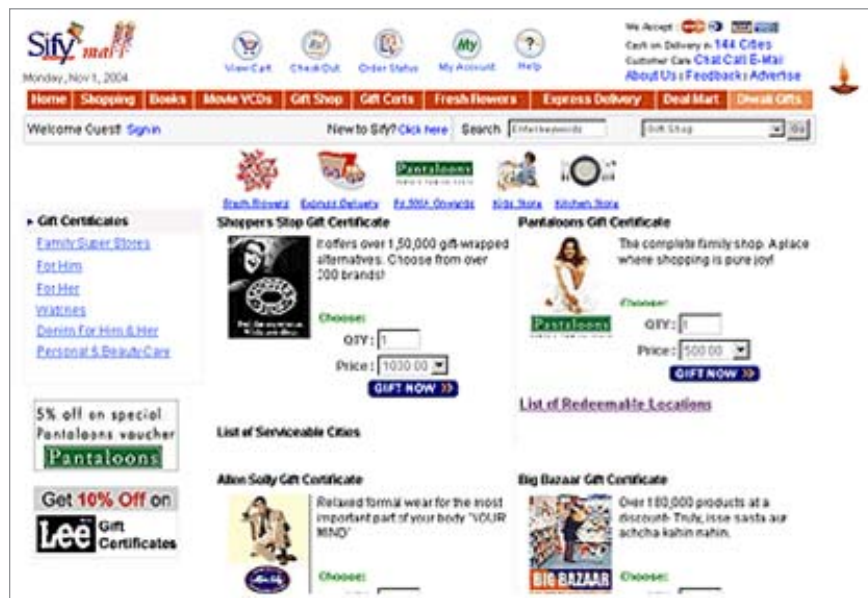 Sify mall
Monday, Nov 1, 2004
View Cart
Check Out
Order Status
My Account
Help
We Accept :
Cash on Delivery in 144 Cities
Customer Care Chat Call E-Mail
About Us : Feedback : Advertise
Home Shopping Books Movie VCDs Gift Shop Gift Certs Fresh Flowers Express Delivery Deal Mart Diwali Gifts
Welcome Guest! Sign in
New to Sify? Click here
Search Enter keywords
Gift Shop
Go
Pantaloons
Fresh Flowers Express Delivery Rs.500/- Onwards Kids Store Kitchen Store
Gift Certificates
Family Super Stores
For Him
For Her
Watches
Denim For Him & Her
Personal & Beauty Care
5% off on special
Pantaloons voucher
Pantaloons
Get 10% Off on
Lee Gift
Certificates
Shoppers Stop Gift Certificate
It offers over 1,50,000 gift-wrapped
alternatives. Choose from over
200 brands!
Choose:
QTY: 1
Price: 1030.00
GIFT NOW
List of Serviceable Cities
Pantaloons Gift Certificate
The complete family shop. A place
where shopping is pure joy!
Pantaloons
Choose:
QTY: 1
Price: 500.00
GIFT NOW
List of Redeemable Locations
Allen Solly Gift Certificate
Relaxed formal wear for the most
important part of your body "YOUR
MIND"
Choose:
Big Bazaar Gift Certificate
Over 180,000 products at a
discount- Truly, isse sasta aur
achcha kahin nahin.
BIG BAZAAR
Choose: